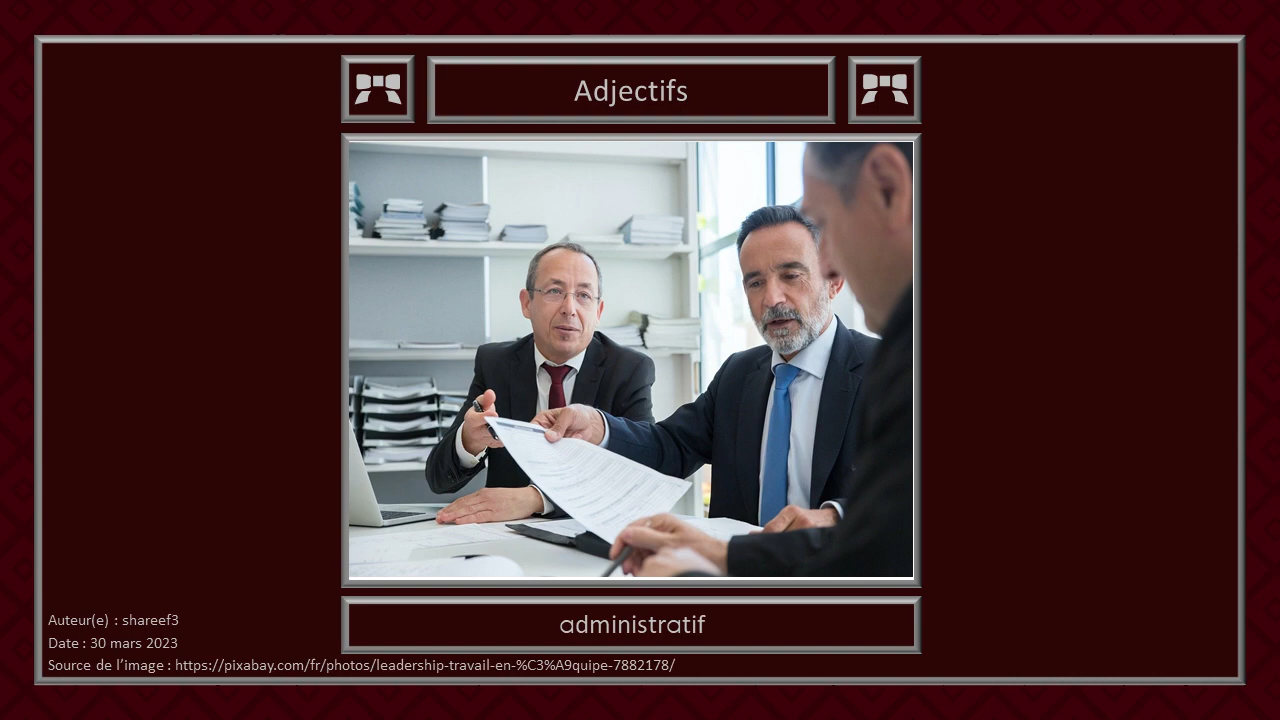 Adjectifs
administratif
Auteur(e) : shareef3
Date : 30 mars 2023
Source de l’image : https://pixabay.com/fr/photos/leadership-travail-en-%C3%A9quipe-7882178/